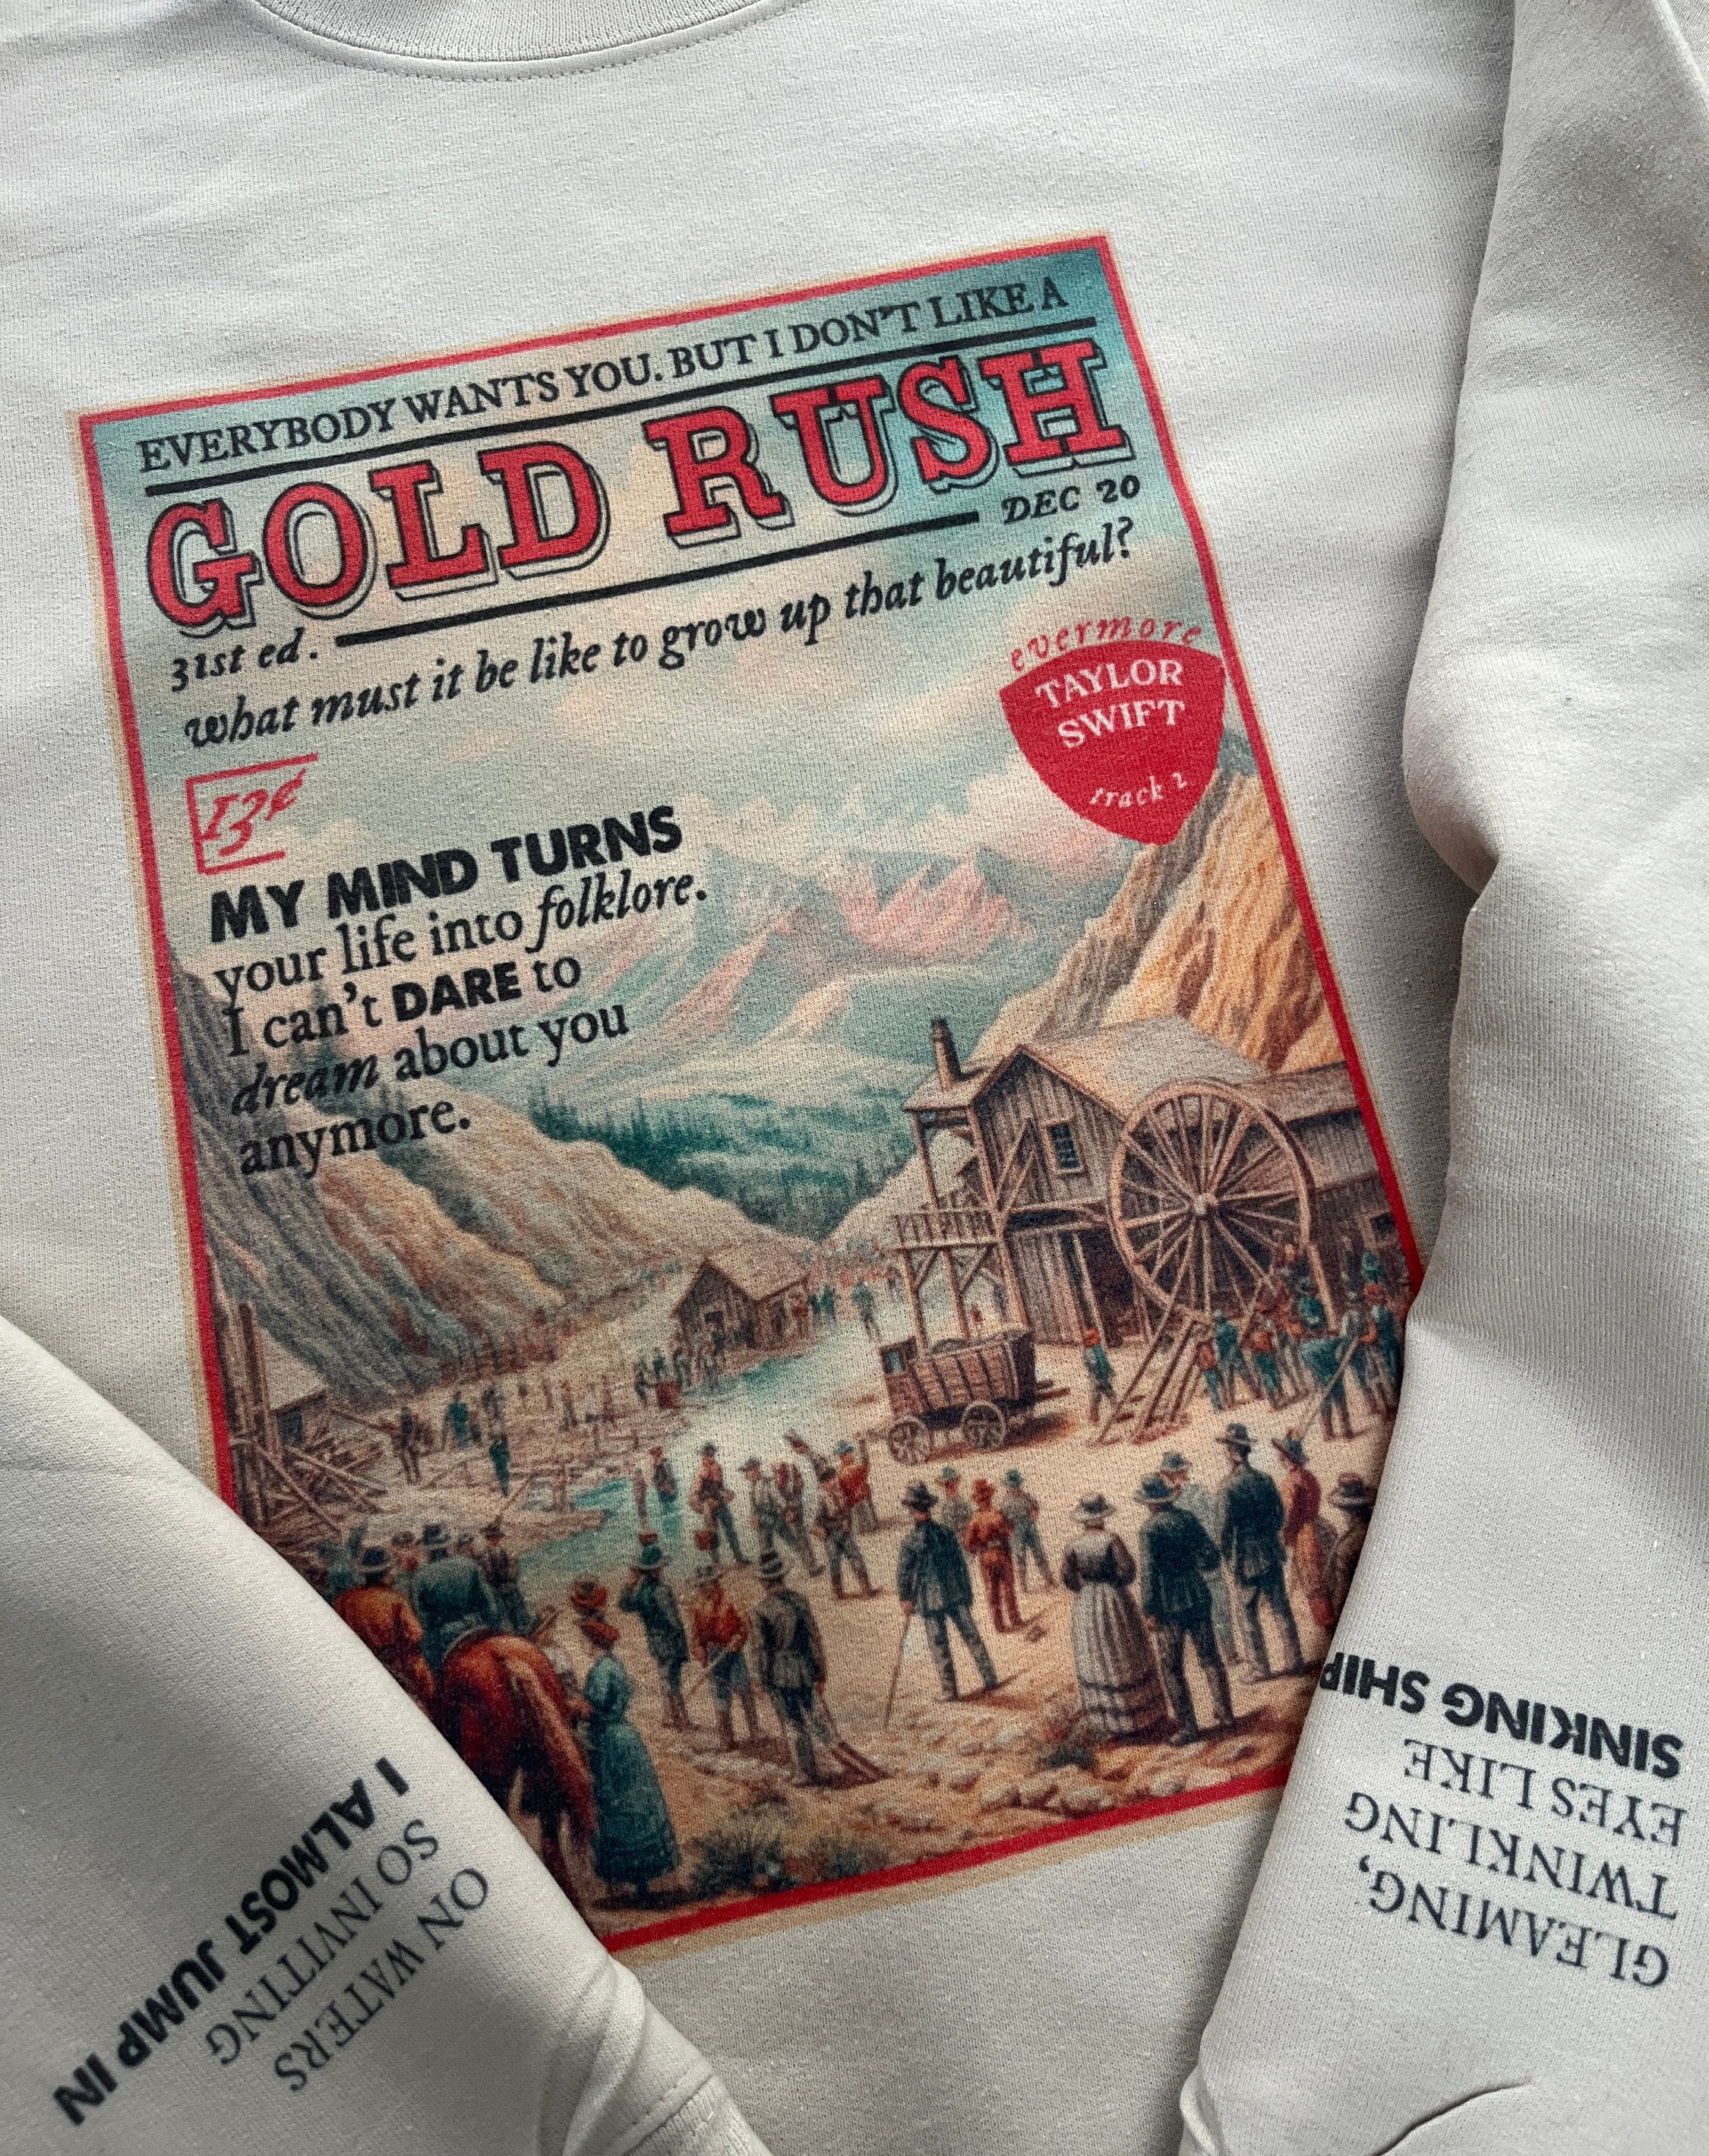 EVERYBODY WANTS YOU. BUT I DON'T LIKE A
GOLD RUSH
31st ed.
DEC '20
what must it be like to grow up that beautiful?
evermore
TAYLOR
SWIFT
track 2
13¢
MY MIND TURNS
your life into folklore.
I can't DARE to
dream about you
anymore.
GLEAMING,
TWINKLING
EYES LIKE
SINKING SHIP
ON WATERS
SO INVITING
I ALMOST JUMP IN